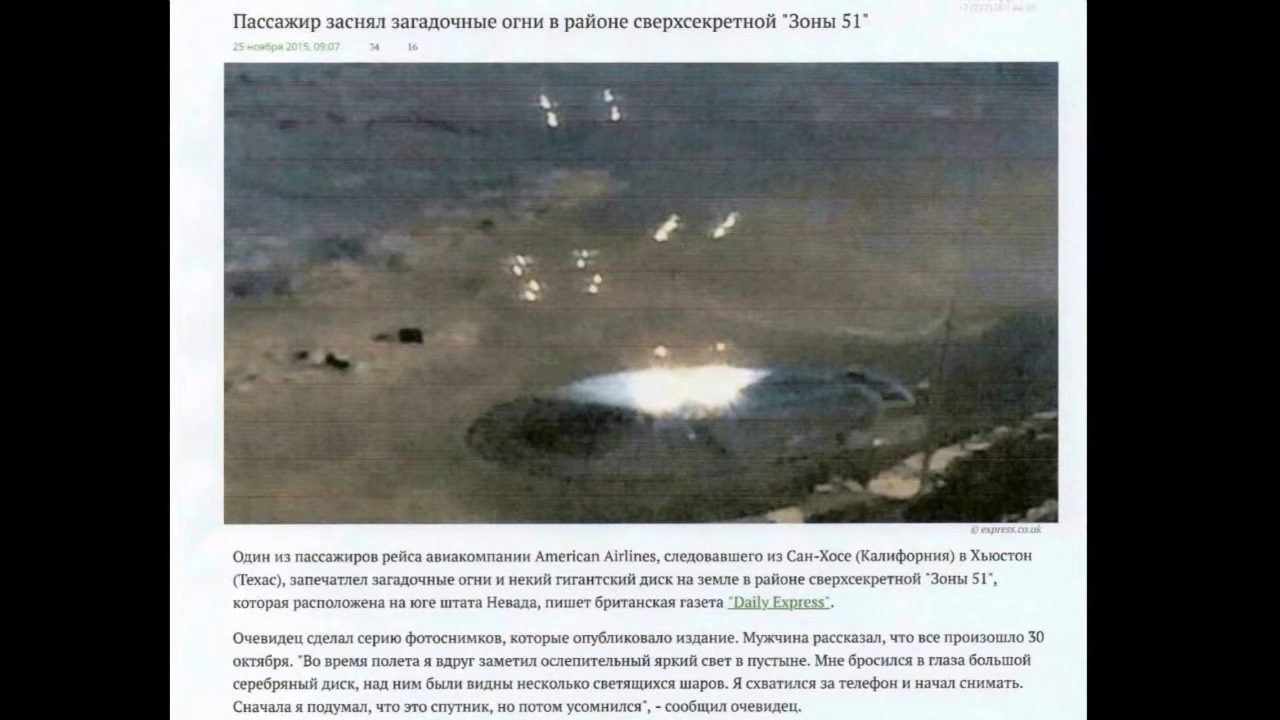 Пассажир заснял загадочные огни в районе сверхсекретной "Зоны 51"
25 ноября 2015, 09:07 34 16
© express.co.uk
Один из пассажиров рейса авиакомпании American Airlines, следовавшего из Сан-Хосе (Калифорния) в Хьюстон
(Техас), запечатлел загадочные огни и некий гигантский диск на земле в районе сверхсекретной "Зоны 51",
которая расположена на юге штата Невада, пишет британская газета "Daily Express".
Очевидец сделал серию фотоснимков, которые опубликовало издание. Мужчина рассказал, что все произошло 30
октября. "Во время полета я вдруг заметил ослепительный яркий свет в пустыне. Мне бросился в глаза большой
серебряный диск, над ним были видны несколько светящихся шаров. Я схватился за телефон и начал снимать.
Сначала я подумал, что это спутник, но потом усомнился", - сообщил очевидец.